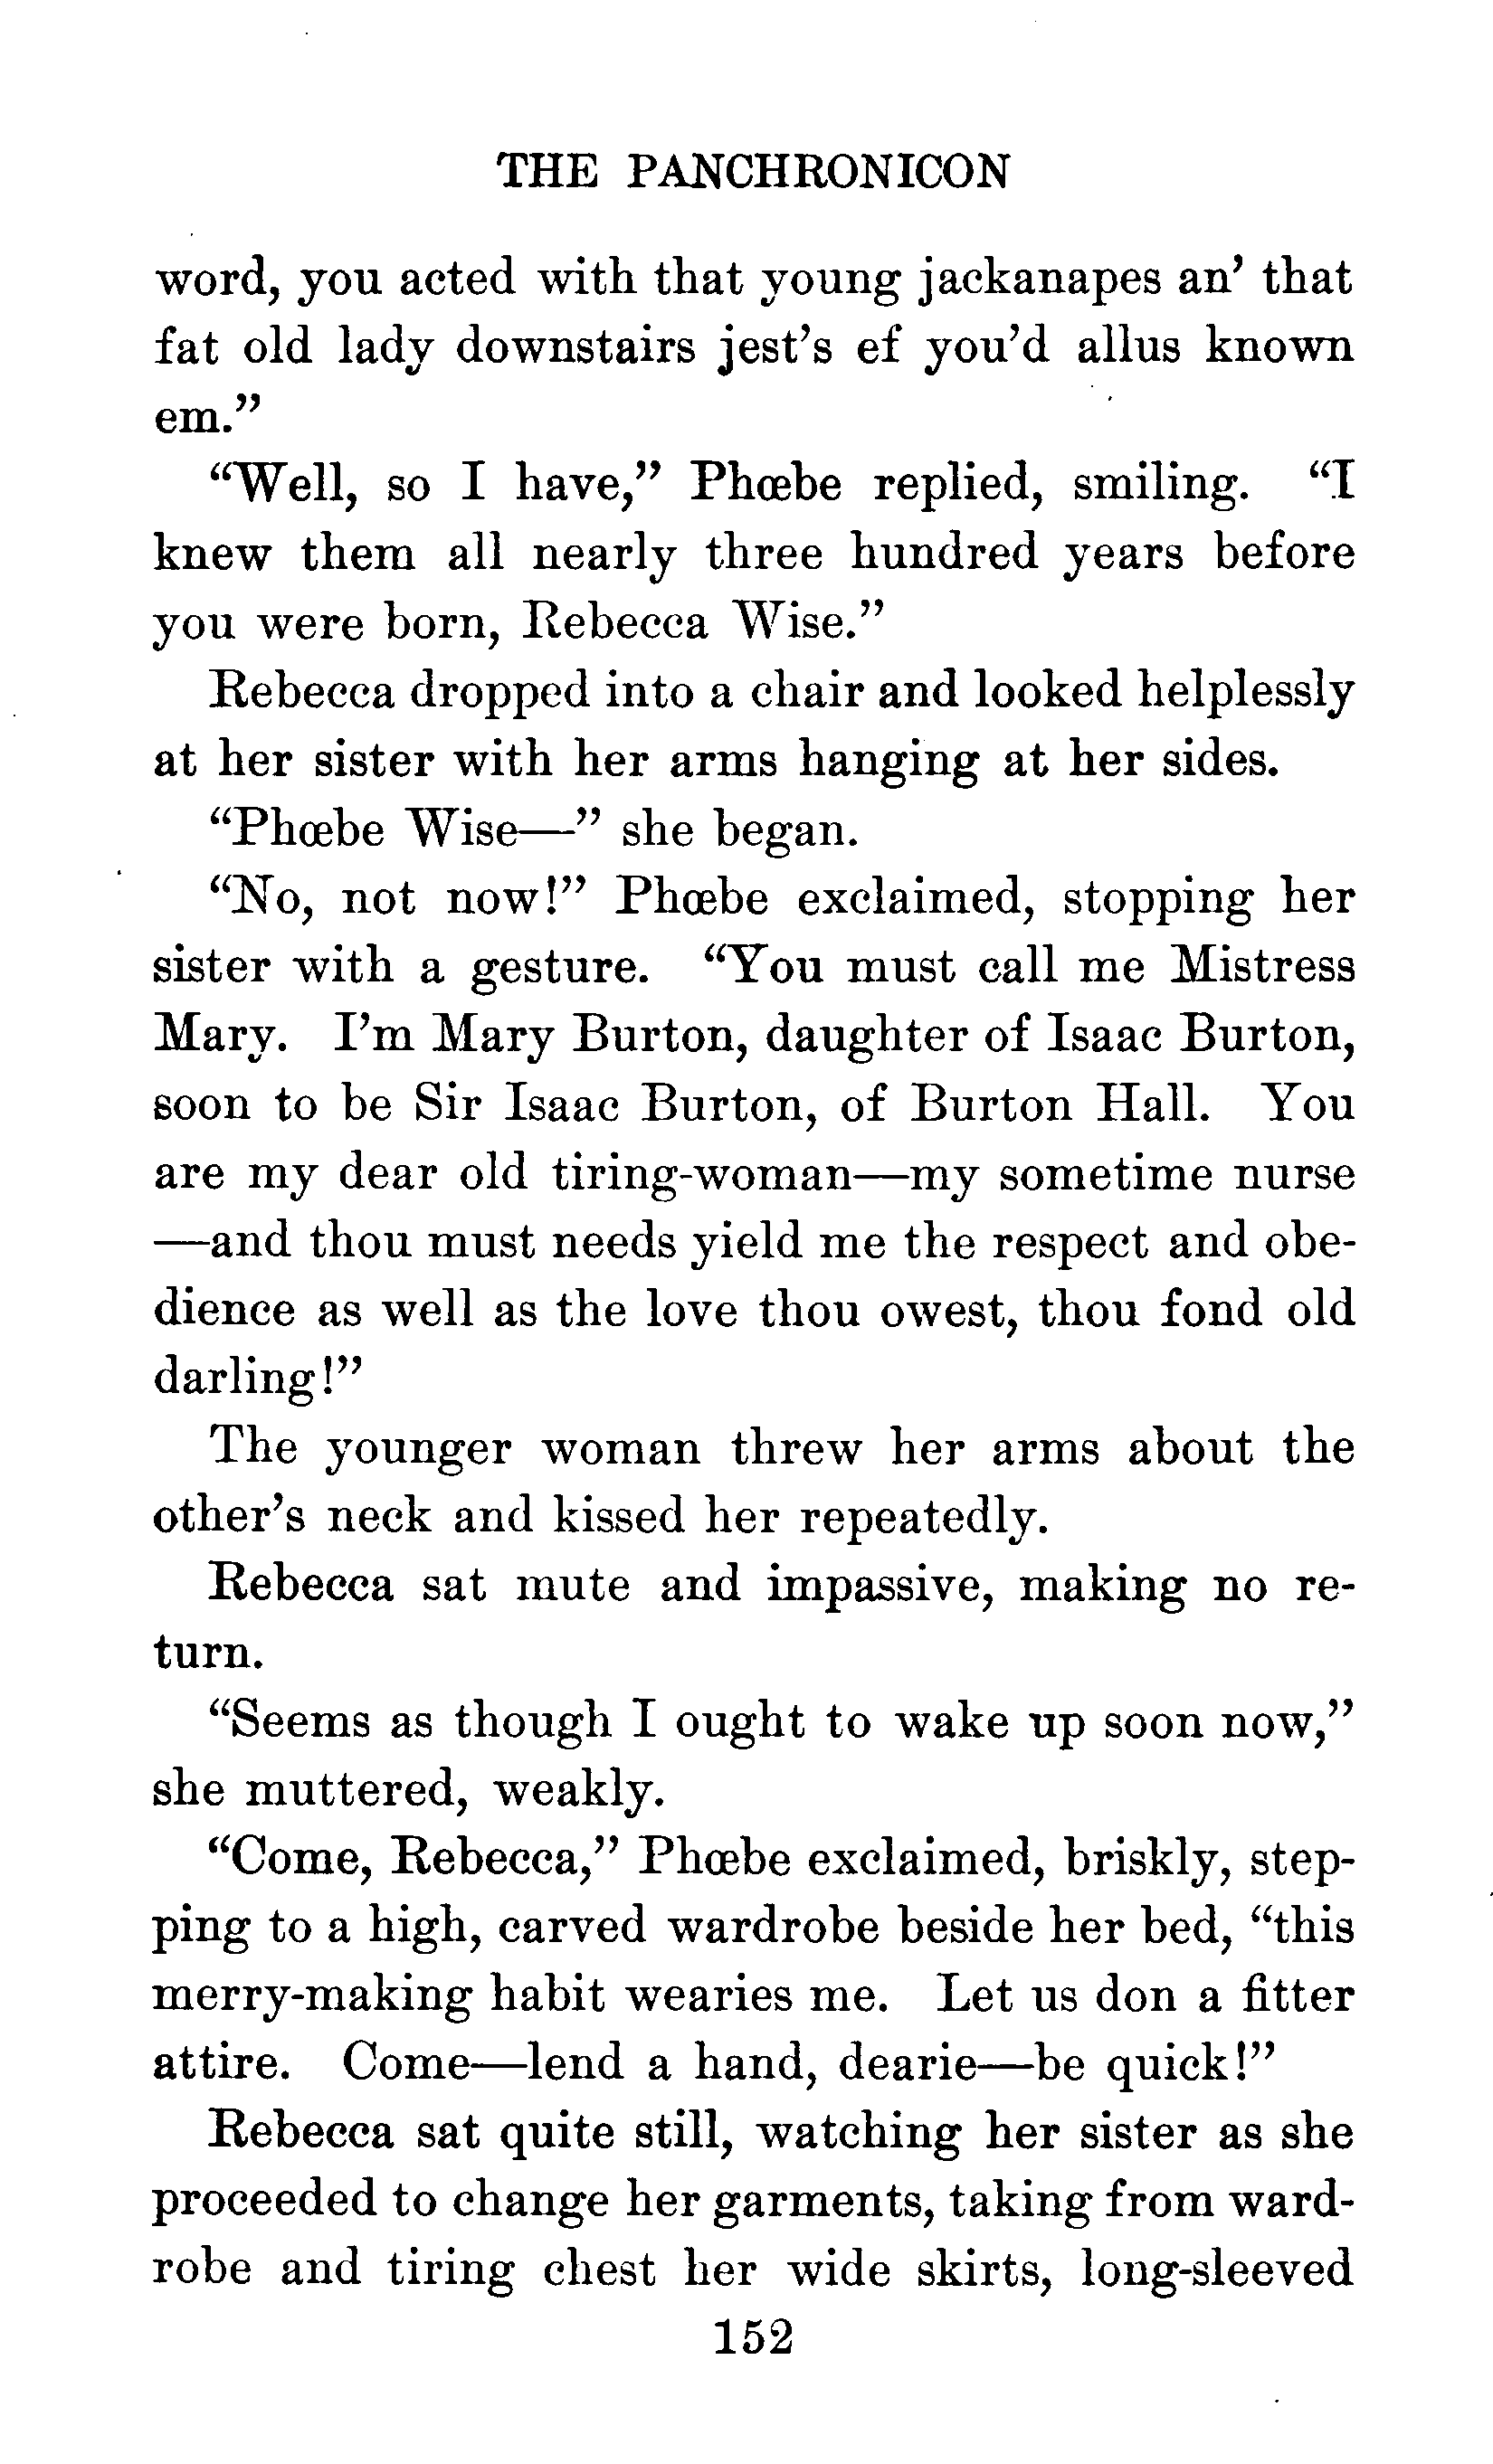 THE PANCHRONICON
word, you acted with that young jackanapes an' that
fat old lady downstairs jest's ef you'd allus known
em."
"Well, so I have," Phœbe replied, smiling. "I
knew them all nearly three hundred years before
you were born, Rebecca Wise."
Rebecca dropped into a chair and looked helplessly
at her sister with her arms hanging at her sides.
"Phœbe Wise—" she began.
"No, not now!" Phœbe exclaimed, stopping her
sister with a gesture. "You must call me Mistress
Mary. I'm Mary Burton, daughter of Isaac Burton,
soon to be Sir Isaac Burton, of Burton Hall. You
are my dear old tiring-woman—my sometime nurse
—and thou must needs yield me the respect and obe-
dience as well as the love thou owest, thou fond old
darling!"
The younger woman threw her arms about the
other's neck and kissed her repeatedly.
Rebecca sat mute and impassive, making no re-
turn.
"Seems as though I ought to wake up soon now,"
she muttered, weakly.
"Come, Rebecca," Phœbe exclaimed, briskly, step-
ping to a high, carved wardrobe beside her bed, "this
merry-making habit wearies me. Let us don a fitter
attire. Come—lend a hand, dearie—be quick!"
Rebecca sat quite still, watching her sister as she
proceeded to change her garments, taking from ward-
robe and tiring chest her wide skirts, long-sleeved
152